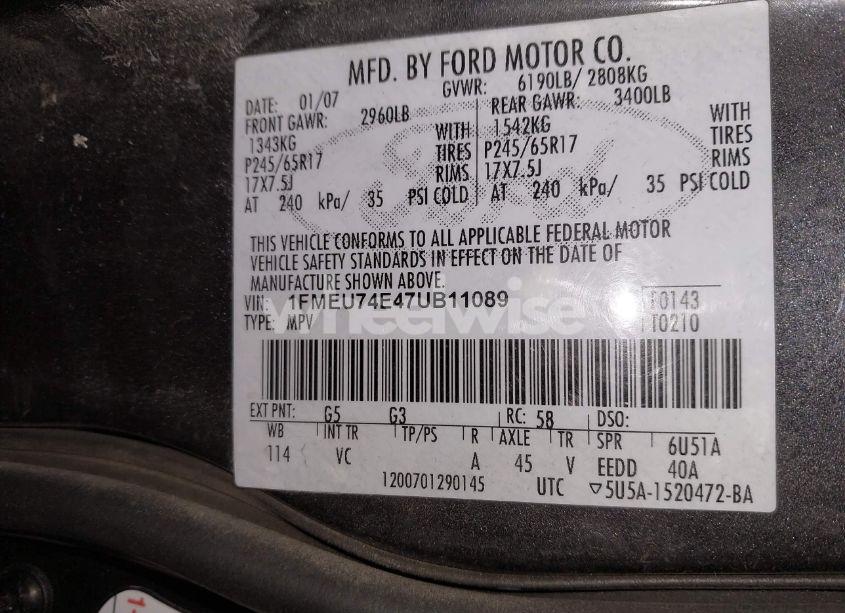 MFD. BY FORD MOTOR CO.
DATE: 01/07 GVWR: 6190LB/ 2808KG
FRONT GAWR: 2960LB REAR GAWR: 3400LB
1343KG WITH 1542KG WITH
P245/65R17 TIRES P245/65R17 TIRES
17X7.5J RIMS 17X7.5J RIMS
AT 240 kPa/ 35 PSI COLD AT 240 kPa/ 35 PSI COLD
THIS VEHICLE CONFORMS TO ALL APPLICABLE FEDERAL MOTOR
VEHICLE SAFETY STANDARDS IN EFFECT ON THE DATE OF
MANUFACTURE SHOWN ABOVE.
VIN: 1FMEU74E47UB11089 T0143
TYPE: MPV T0210
wheelwise
EXT PNT: G5 G3 RC: 58 DSO:
WB INT TR TP/PS R AXLE TR SPR 6U51A
114 VC A 45 V EEDD 40A
1200701290145 UTC ▽5U5A-1520472-BA